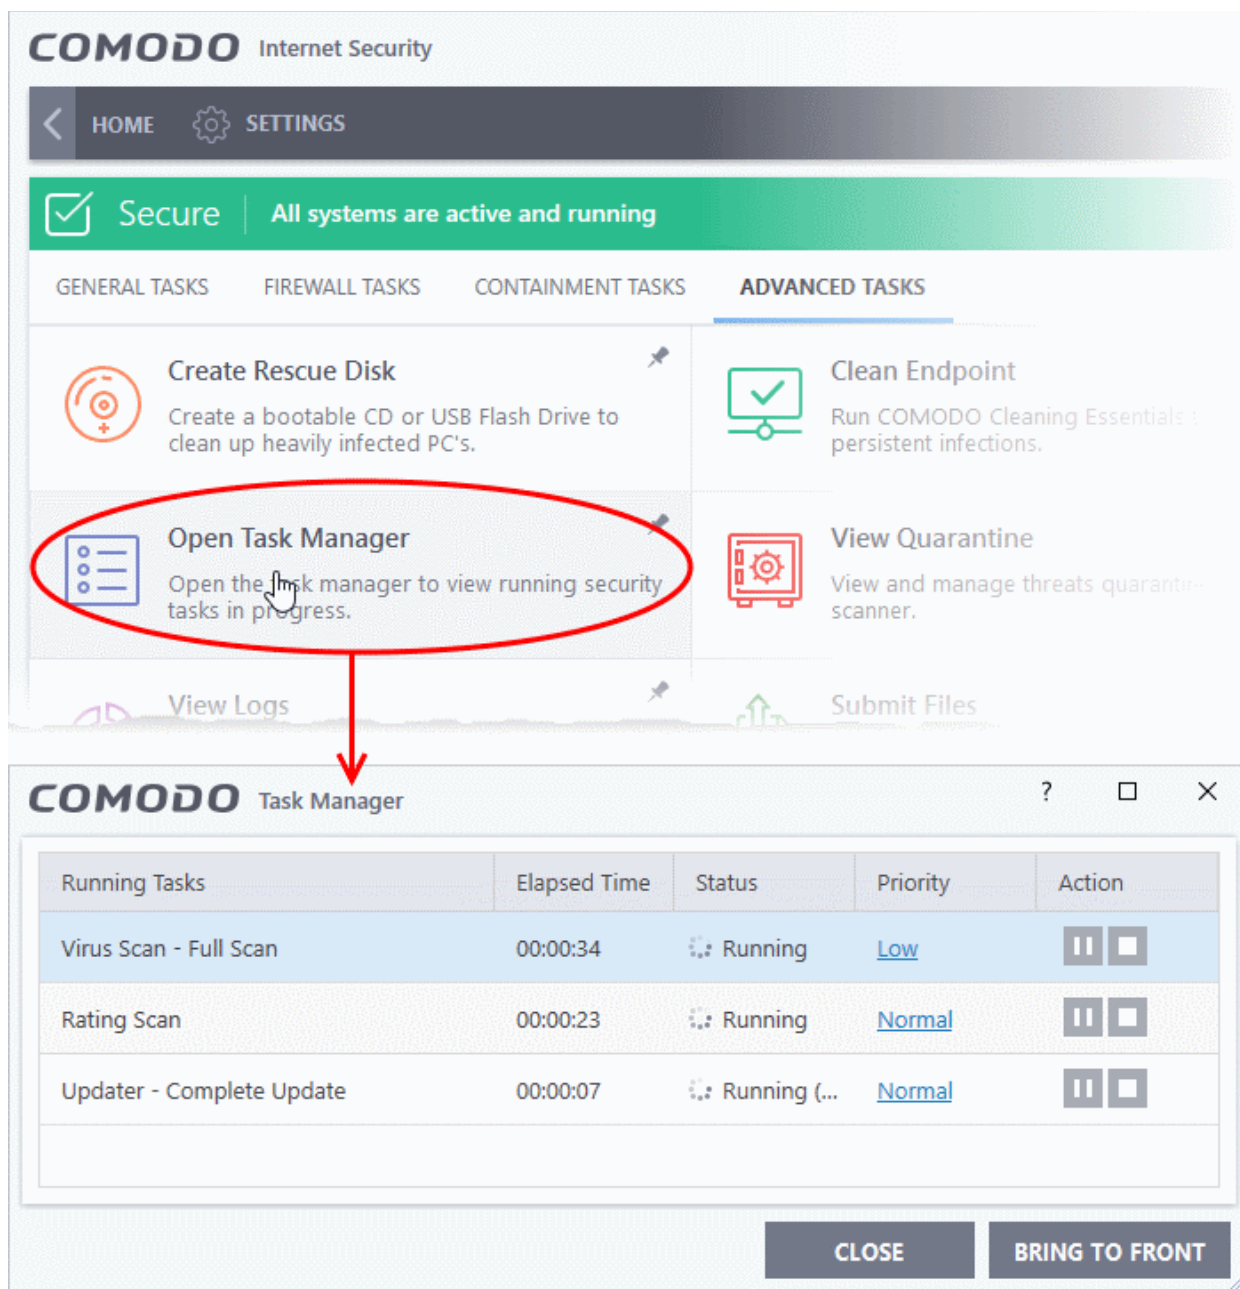 COMODO Internet Security
HOME SETTINGS
Secure All systems are active and running
GENERAL TASKS FIREWALL TASKS CONTAINMENT TASKS ADVANCED TASKS
Create Rescue Disk
Create a bootable CD or USB Flash Drive to
clean up heavily infected PC's.
Clean Endpoint
Run COMODO Cleaning Essentials
persistent infections.
Open Task Manager
Open the task manager to view running security
tasks in progress.
View Quarantine
View and manage threats
scanner.
View Logs
Submit Files
COMODO Task Manager ?
Running Tasks Elapsed Time Status Priority Action
Virus Scan - Full Scan 00:00:34 Running Low
Rating Scan 00:00:23 Running Normal
Updater - Complete Update 00:00:07 Running (... Normal
CLOSE BRING TO FRONT